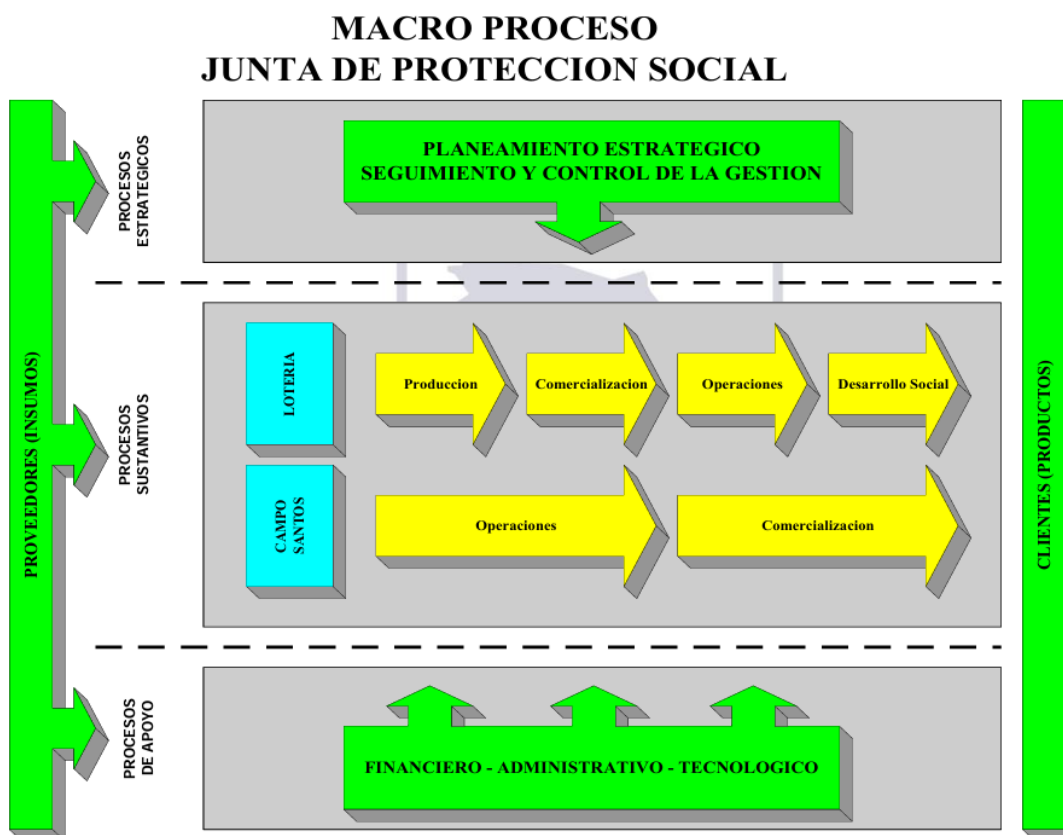 MACRO PROCESO
JUNTA DE PROTECCION SOCIAL
PROVEEDORES (INSUMOS)
PROCESOS
ESTRATEGICOS
PLANEAMIENTO ESTRATEGICO
SEGUIMIENTO Y CONTROL DE LA GESTION
PROCESOS
SUSTANTIVOS
LOTERIA
Produccion
Comercializacion
Operaciones
Desarrollo Social
CAMPO
SANTOS
Operaciones
Comercializacion
PROCESOS
DE APOYO
FINANCIERO - ADMINISTRATIVO - TECNOLOGICO
CLIENTES (PRODUCTOS)